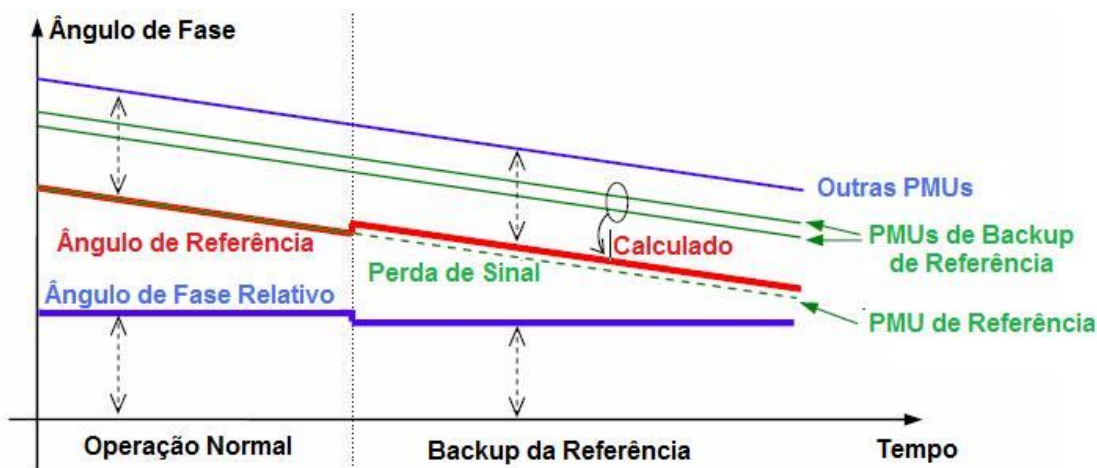 Ângulo de Fase
Outras PMUs
Ângulo de Referência
Calculado
PMUs de Backup
de Referência
Perda de Sinal
Ângulo de Fase Relativo
PMU de Referência
Operação Normal
Backup da Referência
Tempo